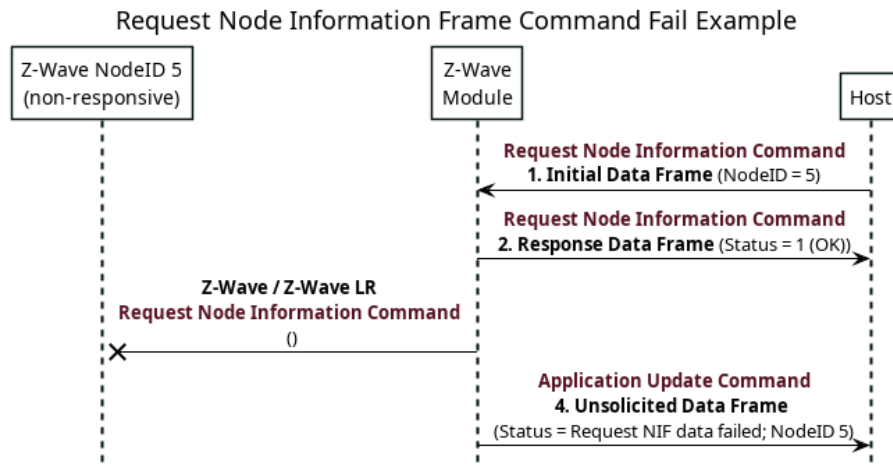 Request Node Information Frame Command Fail Example
Z-Wave NodeID 5
(non-responsive)
Z-Wave
Module
Host
Request Node Information Command
1. Initial Data Frame (NodeID = 5)
Request Node Information Command
2. Response Data Frame (Status = 1 (OK))
Z-Wave / Z-Wave LR
Request Node Information Command
()
Application Update Command
4. Unsolicited Data Frame
(Status = Request NIF data failed; NodeID 5)